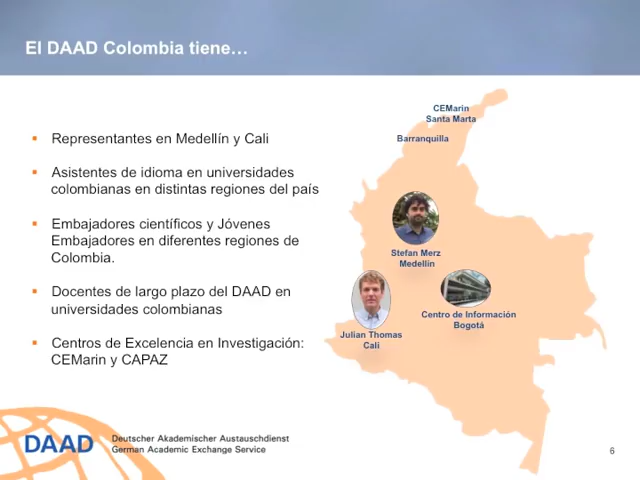 El DAAD Colombia tiene…
Representantes en Medellín y Cali
Asistentes de idioma en universidades
colombianas en distintas regiones del país
Embajadores científicos y Jóvenes
Embajadores en diferentes regiones de
Colombia.
Docentes de largo plazo del DAAD en
universidades colombianas
Centros de Excelencia en Investigación:
CEMarin y CAPAZ
CEMarin
Santa Marta
Barranquilla
Stefan Merz
Medellín
Julian Thomas
Cali
Centro de Información
Bogotá
DAAD
Deutscher Akademischer Austauschdienst
German Academic Exchange Service
6